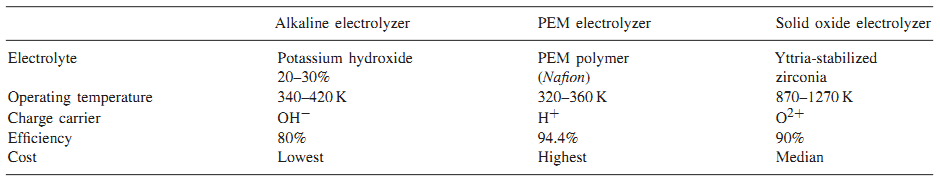 Alkaline electrolyzer PEM electrolyzer Solid oxide electrolyzer
Electrolyte Potassium hydroxide PEM polymer Yttria-stabilized
20–30% (Nafion) zirconia
Operating temperature 340–420 K 320–360 K 870–1270 K
Charge carrier OH⁻ H⁺ O²⁺
Efficiency 80% 94.4% 90%
Cost Lowest Highest Median